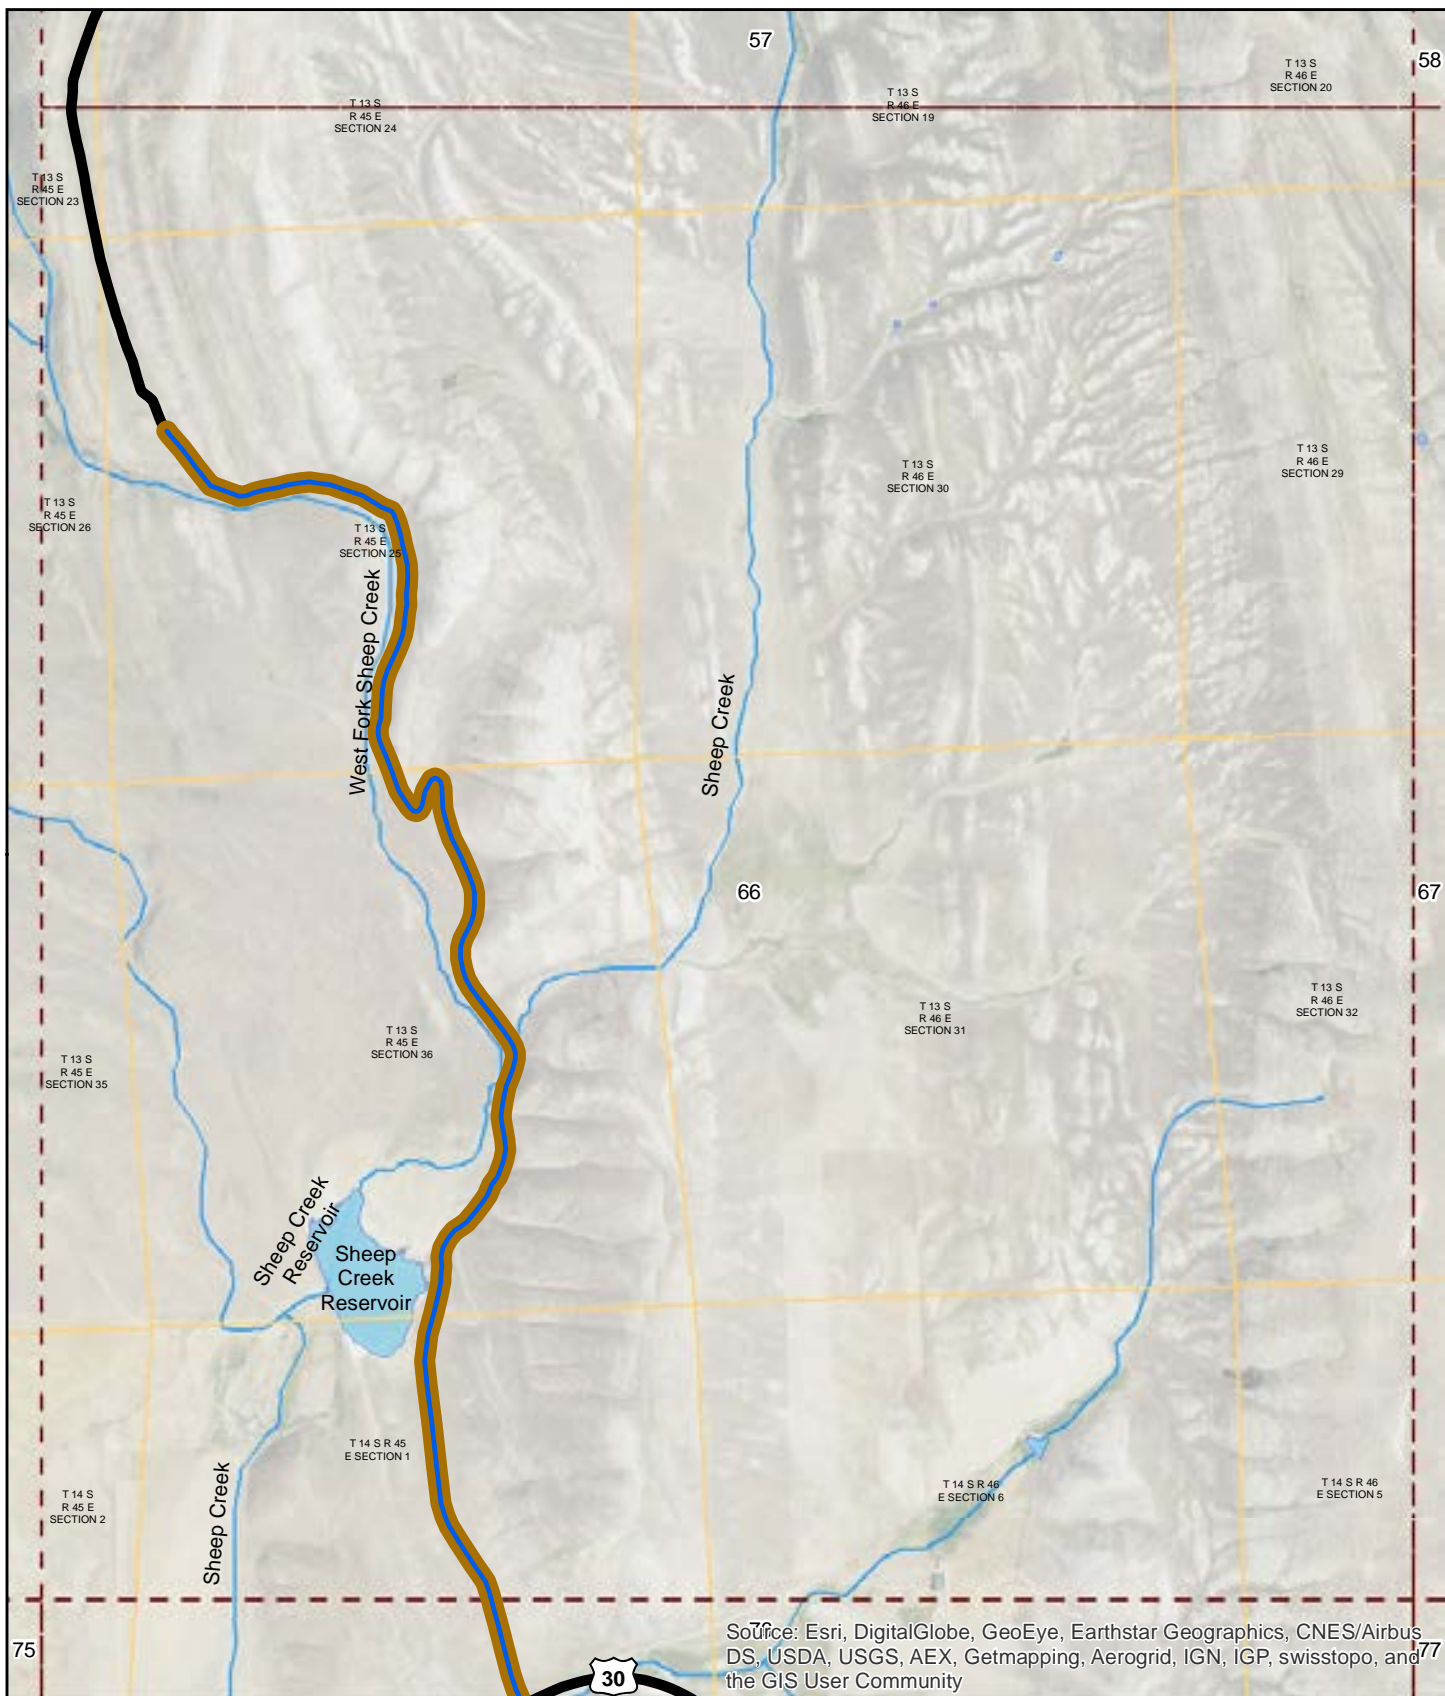 57
58
T 13 S
R 46 E
SECTION 20
T 13 S
R 45 E
SECTION 24
T 13 S
R 46 E
SECTION 19
T 13 S
R 45 E
SECTION 23
T 13 S
R 46 E
SECTION 30
T 13 S
R 46 E
SECTION 29
T 13 S
R 45 E
SECTION 26
T 13 S
R 45 E
SECTION 25
West Fork Sheep Creek
Sheep Creek
66
67
T 13 S
R 46 E
SECTION 31
T 13 S
R 46 E
SECTION 32
T 13 S
R 45 E
SECTION 36
T 13 S
R 45 E
SECTION 35
Sheep Creek
Reservoir
Sheep
Creek
Reservoir
T 14 S R 45
E SECTION 1
T 14 S
R 45 E
SECTION 2
Sheep Creek
T 14 S R 46
E SECTION 6
T 14 S R 46
E SECTION 5
75
76
77
30
Source: Esri, DigitalGlobe, GeoEye, Earthstar Geographics, CNES/Airbus
DS, USDA, USGS, AEX, Getmapping, Aerogrid, IGN, IGP, swisstopo, and
the GIS User Community